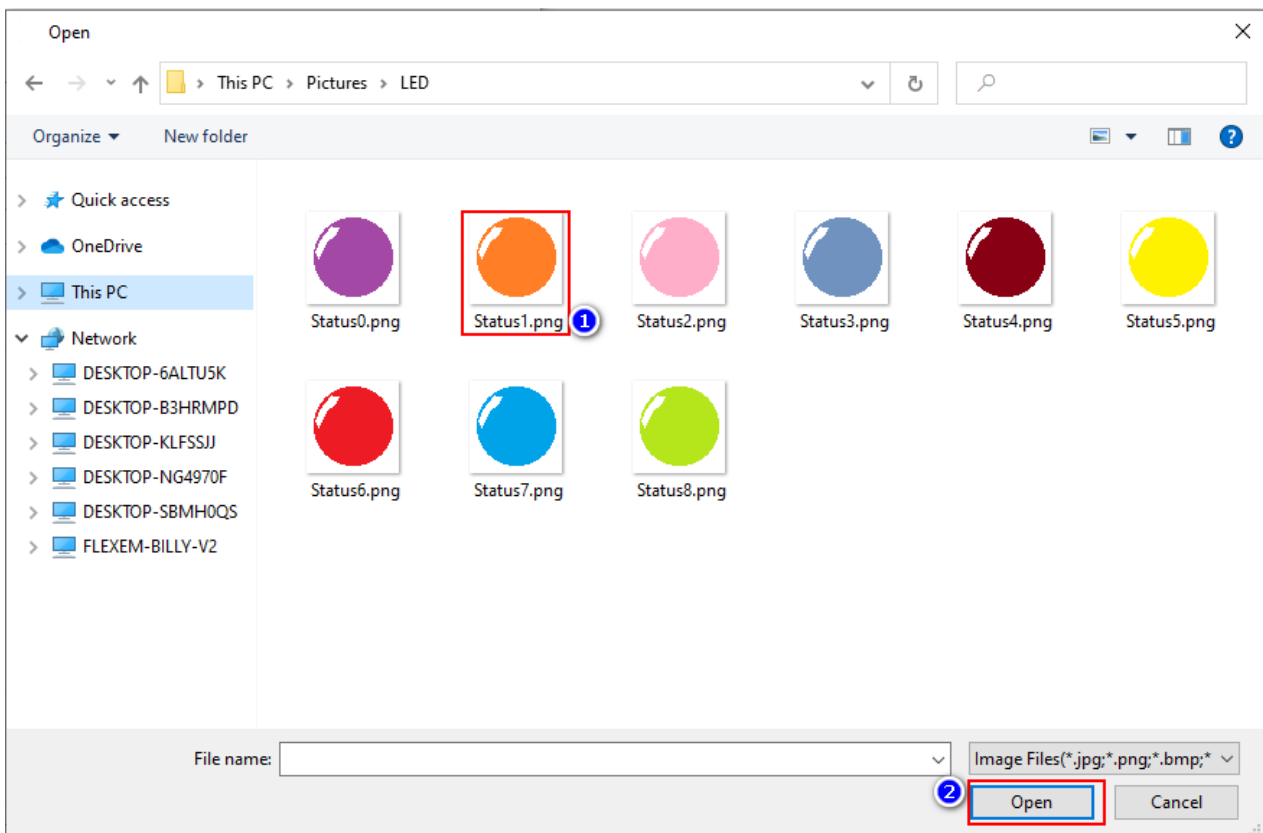 Open
This PC > Pictures > LED
Organize New folder
?
Quick access
OneDrive
This PC
Network
DESKTOP-6ALTU5K
DESKTOP-B3HRMPD
DESKTOP-KLFSSJJ
DESKTOP-NG4970F
DESKTOP-SBMH0QS
FLEXEM-BILLY-V2
Status0.png Status1.png 1 Status2.png Status3.png Status4.png Status5.png
Status6.png Status7.png Status8.png
File name: Image Files(*.jpg;*.png;*.bmp;*
2 Open Cancel